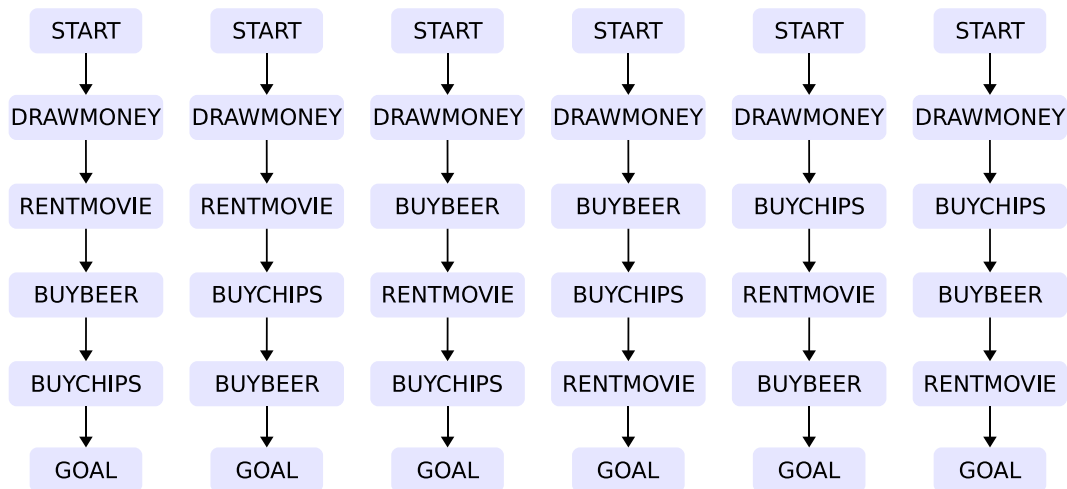 START START START START START START
DRAWMONEY DRAWMONEY DRAWMONEY DRAWMONEY DRAWMONEY DRAWMONEY
RENTMOVIE RENTMOVIE BUYBEER BUYBEER BUYCHIPS BUYCHIPS
BUYBEER BUYCHIPS RENTMOVIE BUYCHIPS RENTMOVIE BUYBEER
BUYCHIPS BUYBEER BUYCHIPS RENTMOVIE BUYBEER RENTMOVIE
GOAL GOAL GOAL GOAL GOAL GOAL